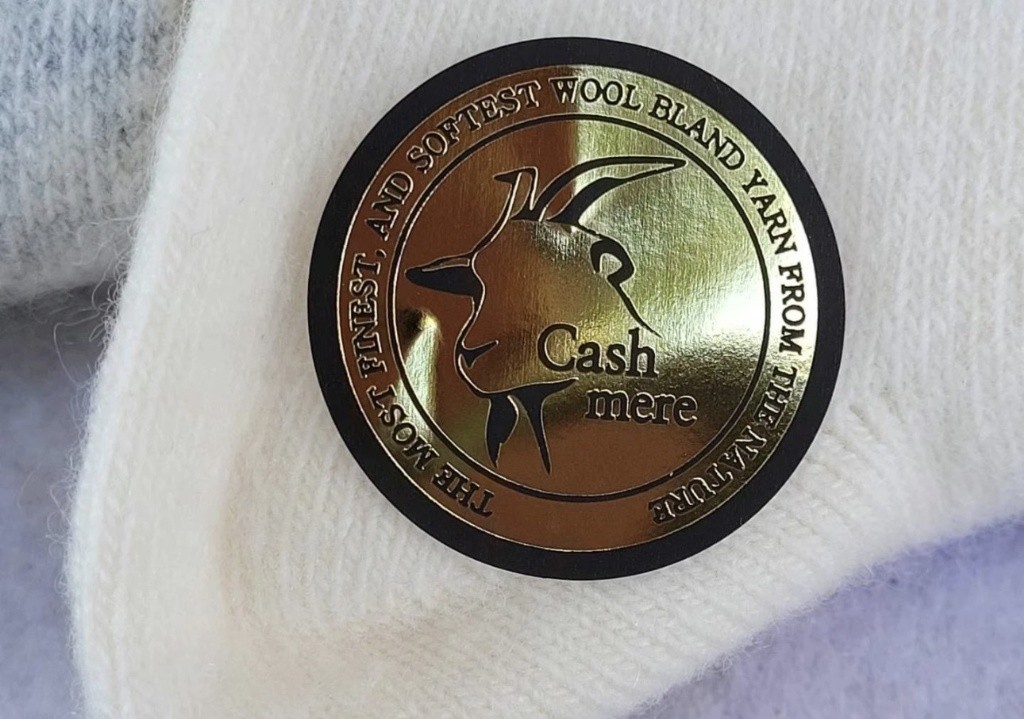 THE MOST FINEST, AND SOFTEST WOOL BLAND YARN FROM THE NATURE
Cash
mere